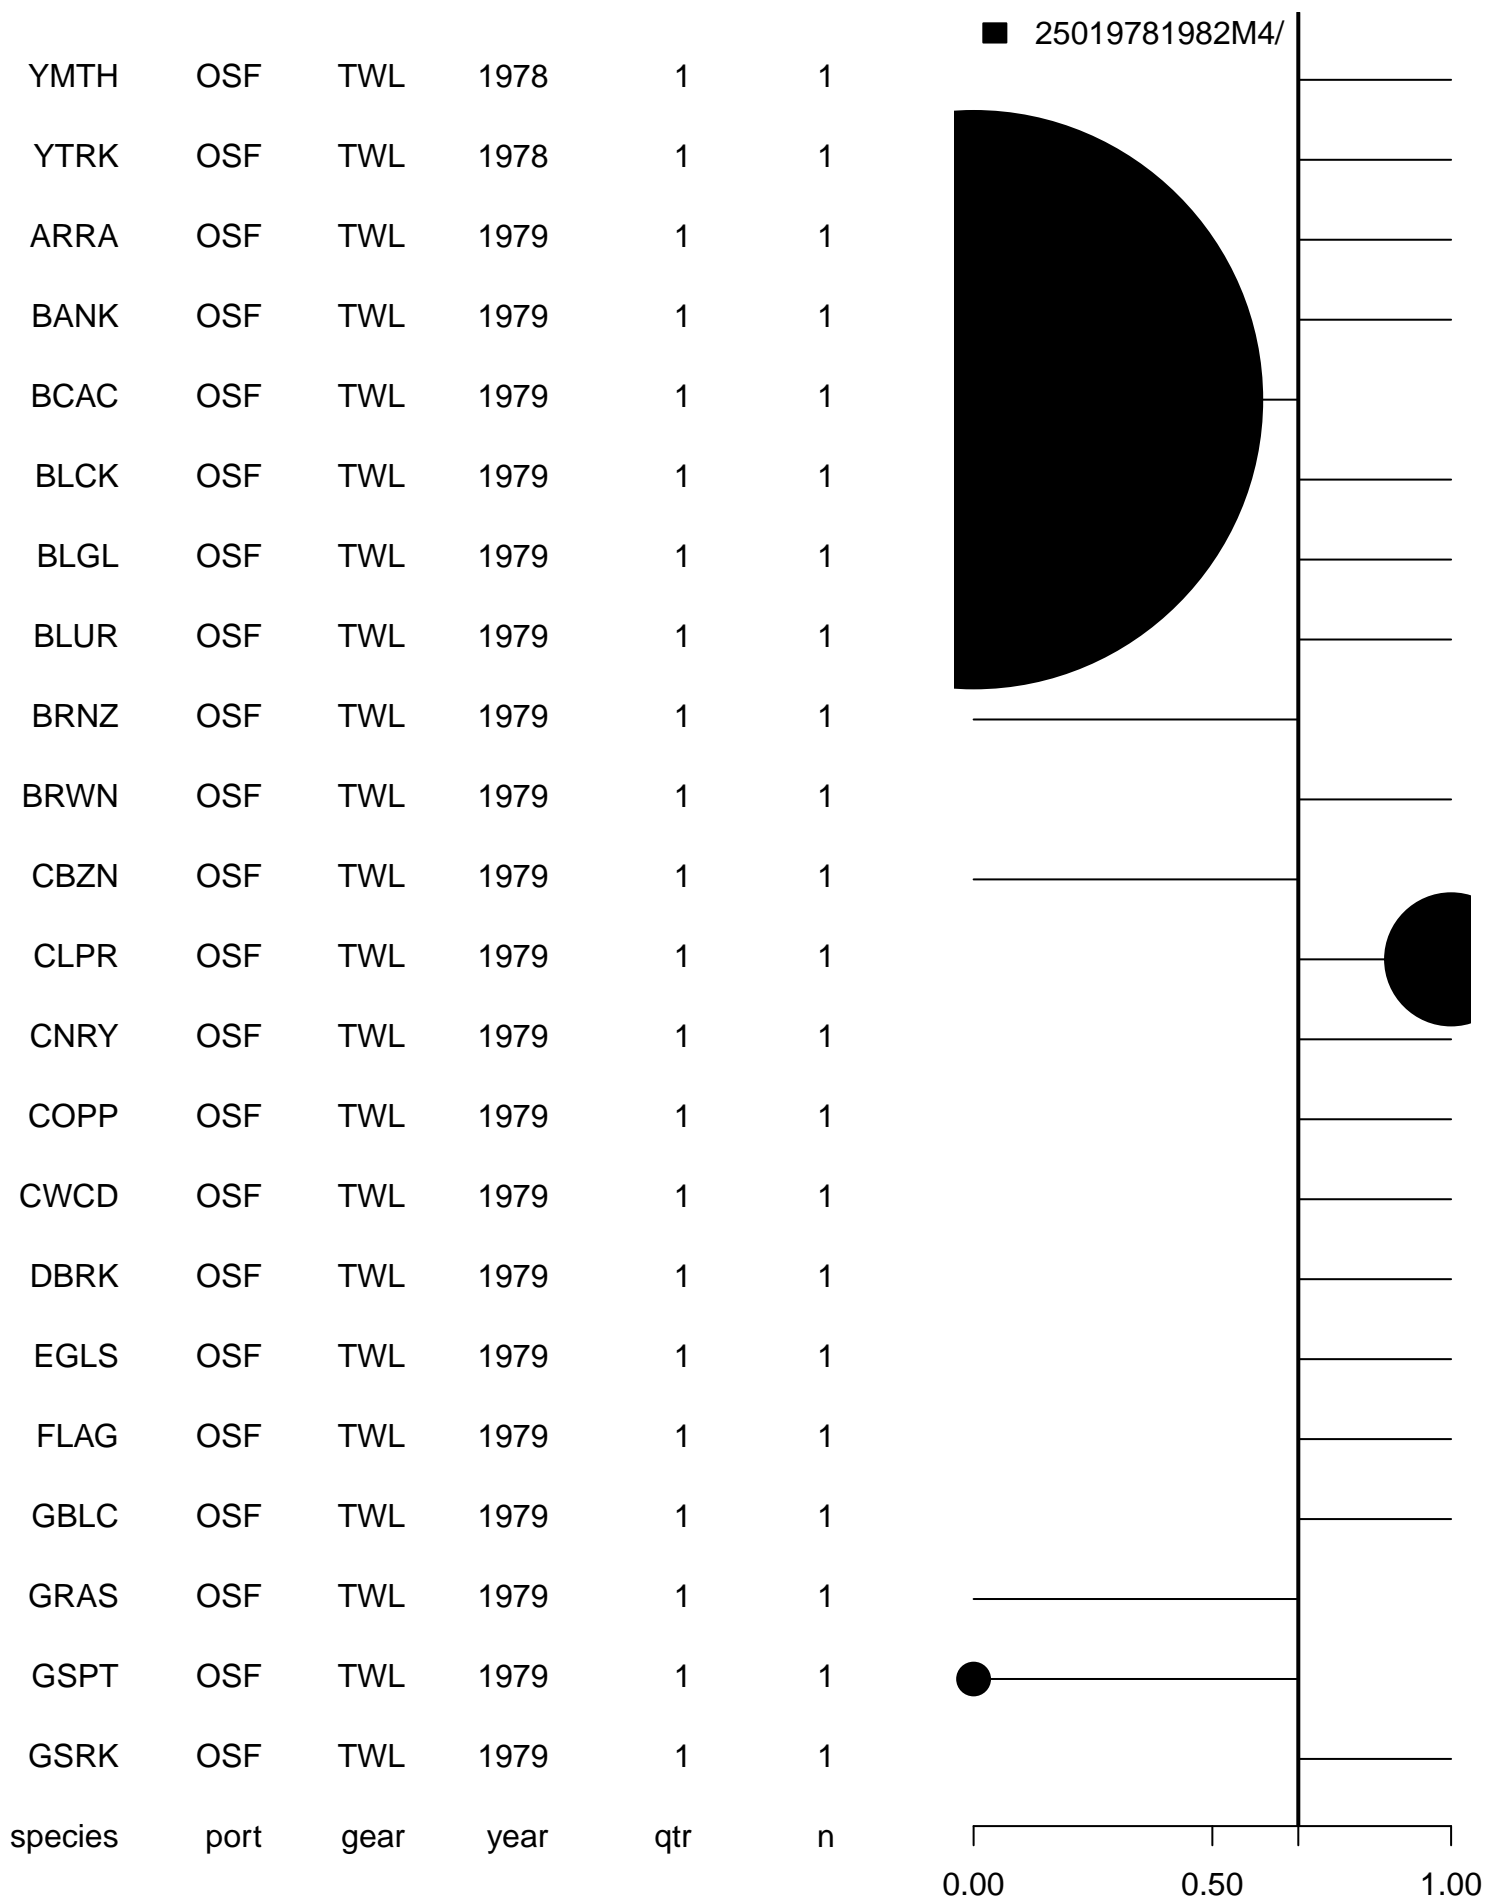 25019781982M4/
YMTH OSF TWL 1978 1 1
YTRK OSF TWL 1978 1 1
ARRA OSF TWL 1979 1 1
BANK OSF TWL 1979 1 1
BCAC OSF TWL 1979 1 1
BLCK OSF TWL 1979 1 1
BLGL OSF TWL 1979 1 1
BLUR OSF TWL 1979 1 1
BRNZ OSF TWL 1979 1 1
BRWN OSF TWL 1979 1 1
CBZN OSF TWL 1979 1 1
CLPR OSF TWL 1979 1 1
CNRY OSF TWL 1979 1 1
COPP OSF TWL 1979 1 1
CWCD OSF TWL 1979 1 1
DBRK OSF TWL 1979 1 1
EGLS OSF TWL 1979 1 1
FLAG OSF TWL 1979 1 1
GBLC OSF TWL 1979 1 1
GRAS OSF TWL 1979 1 1
GSPT OSF TWL 1979 1 1
GSRK OSF TWL 1979 1 1
species port gear year qtr n
0.00 0.50 1.00